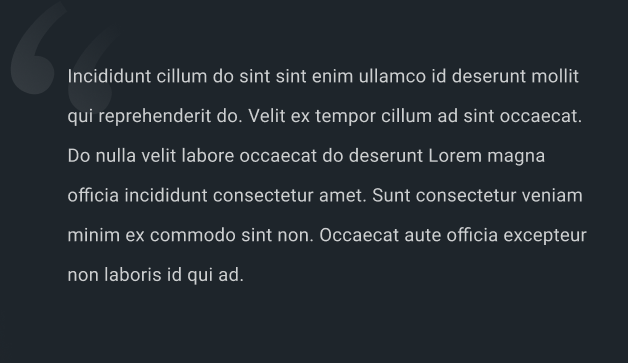 Incididunt cillum do sint sint enim ullamco id deserunt mollit
qui reprehenderit do. Velit ex tempor cillum ad sint occaecat.
Do nulla velit labore occaecat do deserunt Lorem magna
officia incididunt consectetur amet. Sunt consectetur veniam
minim ex commodo sint non. Occaecat aute officia excepteur
non laboris id qui ad.